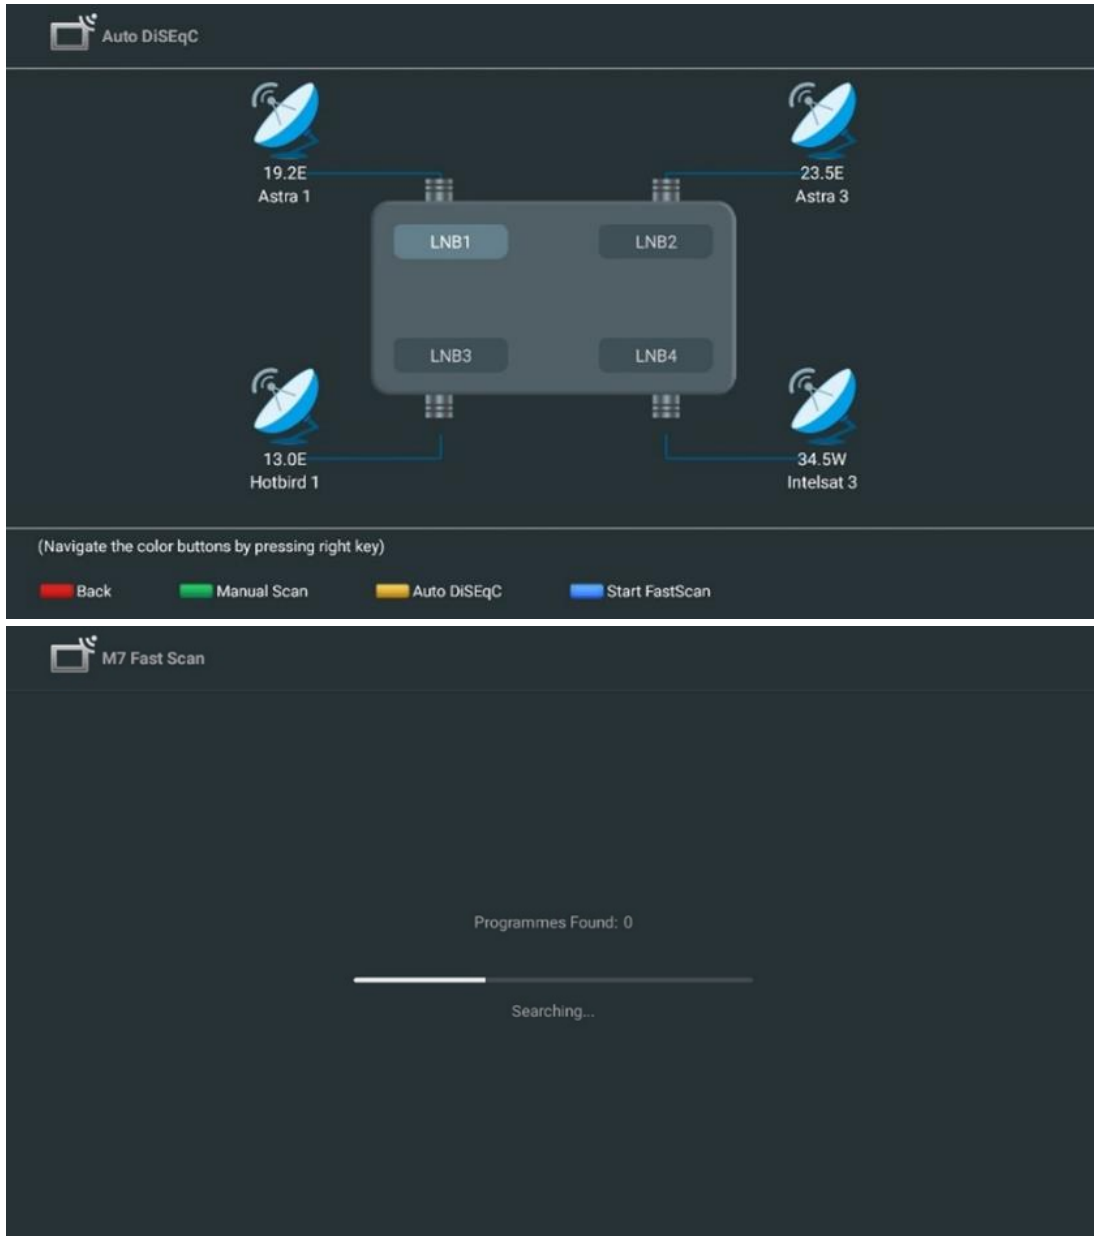 Auto DiSEqC
19.2E
Astra 1
23.5E
Astra 3
LNB1
LNB2
LNB3
LNB4
13.0E
Hotbird 1
34.5W
Intelsat 3
(Navigate the color buttons by pressing right key)
Back Manual Scan Auto DiSEqC Start FastScan
M7 Fast Scan
Programmes Found: 0
Searching...